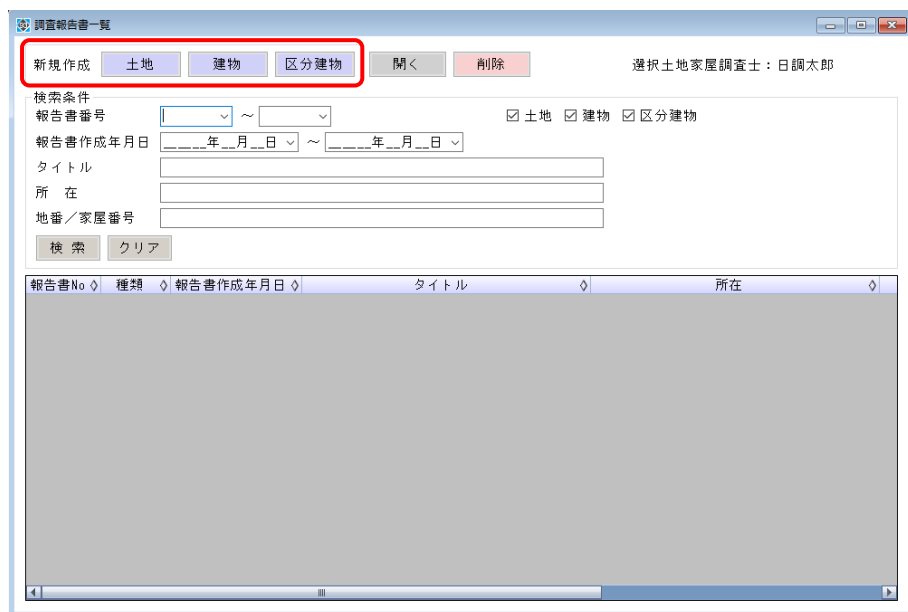 調査報告書一覧
新規作成 土地 建物 区分建物 開く 削除 選択土地家屋調査士：日調太郎
検索条件
報告書番号 ～ 土地 建物 区分建物
報告書作成年月日 ______年__月__日 ～ ______年__月__日
タイトル
所　在
地番／家屋番号
検 索 クリア
報告書No 種類 報告書作成年月日 タイトル 所在